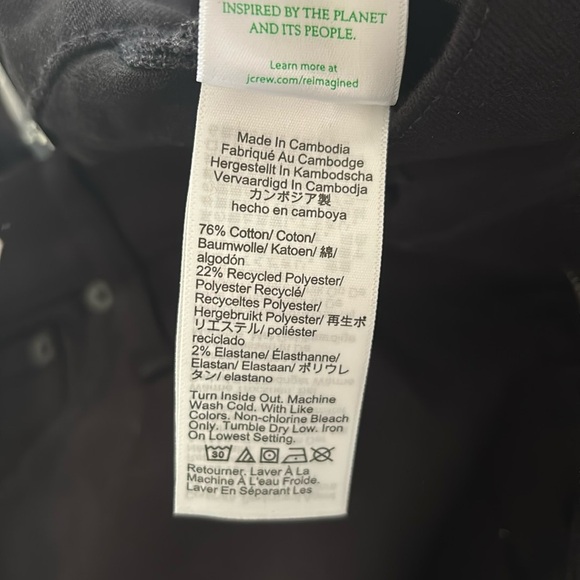 INSPIRED BY THE PLANET
AND ITS PEOPLE.
Learn more at
jcrew.com/reimagined
Made In Cambodia
Fabriqué Au Cambodge
Hergestellt In Kambodscha
Vervaardigd In Cambodja
カンボジア製
hecho en camboya
76% Cotton/ Coton/
Baumwolle/ Katoen/ 綿/
algodón
22% Recycled Polyester/
Polyester Recyclé/
Recyceltes Polyester/
Hergebruikt Polyester/ 再生ポ
リエステル/ poliéster
reciclado
2% Elastane/ Élasthanne/
Elastan/ Elastaan/ ポリウレ
タン/ elastano
Turn Inside Out. Machine
Wash Cold. With Like
Colors. Non-chlorine Bleach
Only. Tumble Dry Low. Iron
On Lowest Setting.
30
Retourner. Laver À La
Machine À L'eau Froide.
Laver En Séparant Les